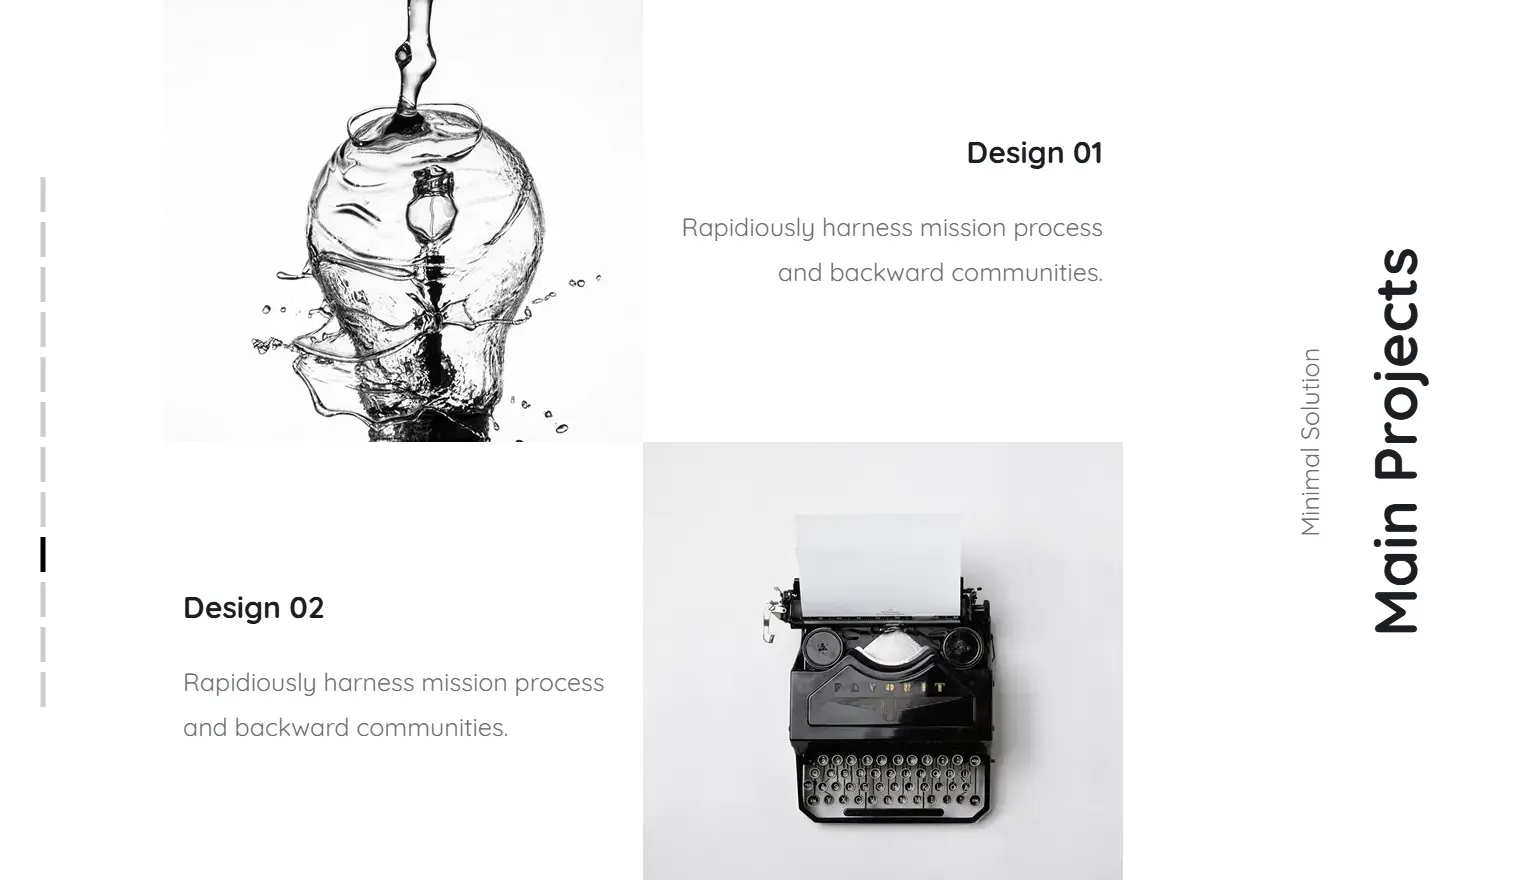 Design 01
Rapidiously harness mission process
and backward communities.
Design 02
Rapidiously harness mission process
and backward communities.
FAVORIT
Minimal Solution
Main Projects